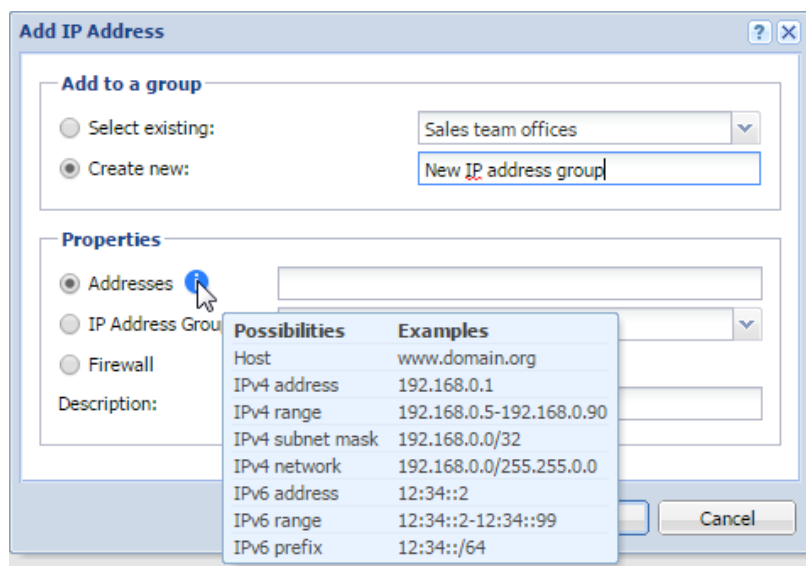 Add IP Address
?
Add to a group
Select existing: Sales team offices
Create new: New IP address group
Properties
Addresses i
IP Address Grou
Firewall
Description:
Possibilities Examples
Host www.domain.org
IPv4 address 192.168.0.1
IPv4 range 192.168.0.5-192.168.0.90
IPv4 subnet mask 192.168.0.0/32
IPv4 network 192.168.0.0/255.255.0.0
IPv6 address 12:34::2
IPv6 range 12:34::2-12:34::99
IPv6 prefix 12:34::/64
Cancel